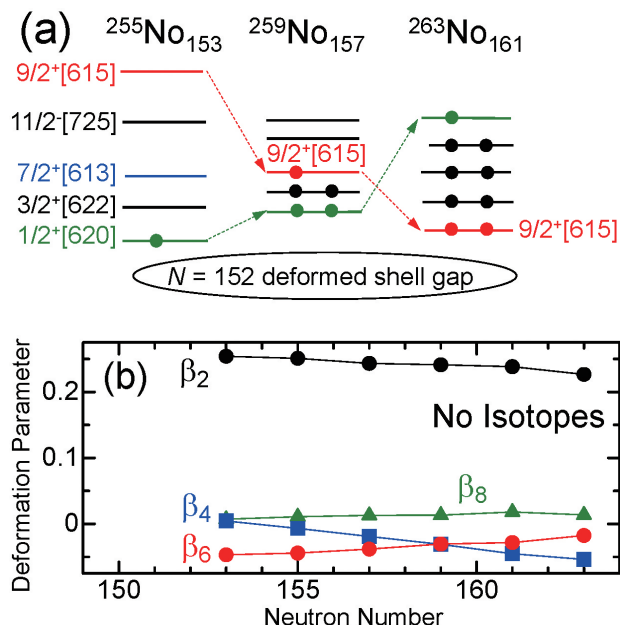 (a) ²⁵⁵No₁₅₃ ²⁵⁹No₁₅₇ ²⁶³No₁₆₁
9/2⁺[615]
11/2⁻[725]
7/2⁺[613]
3/2⁺[622]
1/2⁺[620]
9/2⁺[615]
9/2⁺[615]
N = 152 deformed shell gap
(b)
β₂
No Isotopes
β₈
β₄
β₆
Deformation Parameter
0.2
0.1
0
150 155 160
Neutron Number